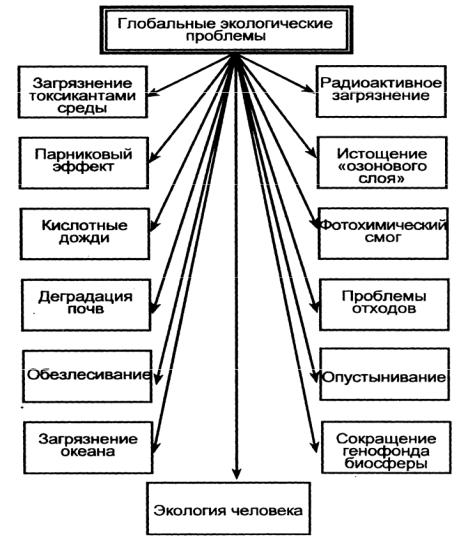 Глобальные экологические
проблемы
Загрязнение
токсикантами
среды
Радиоактивное
загрязнение
Парниковый
эффект
Истощение
«озонового
слоя»
Кислотные
дожди
Фотохимический
смог
Деградация
почв
Проблемы
отходов
Обезлесивание
Опустынивание
Загрязнение
океана
Сокращение
генофонда
биосферы
Экология человека